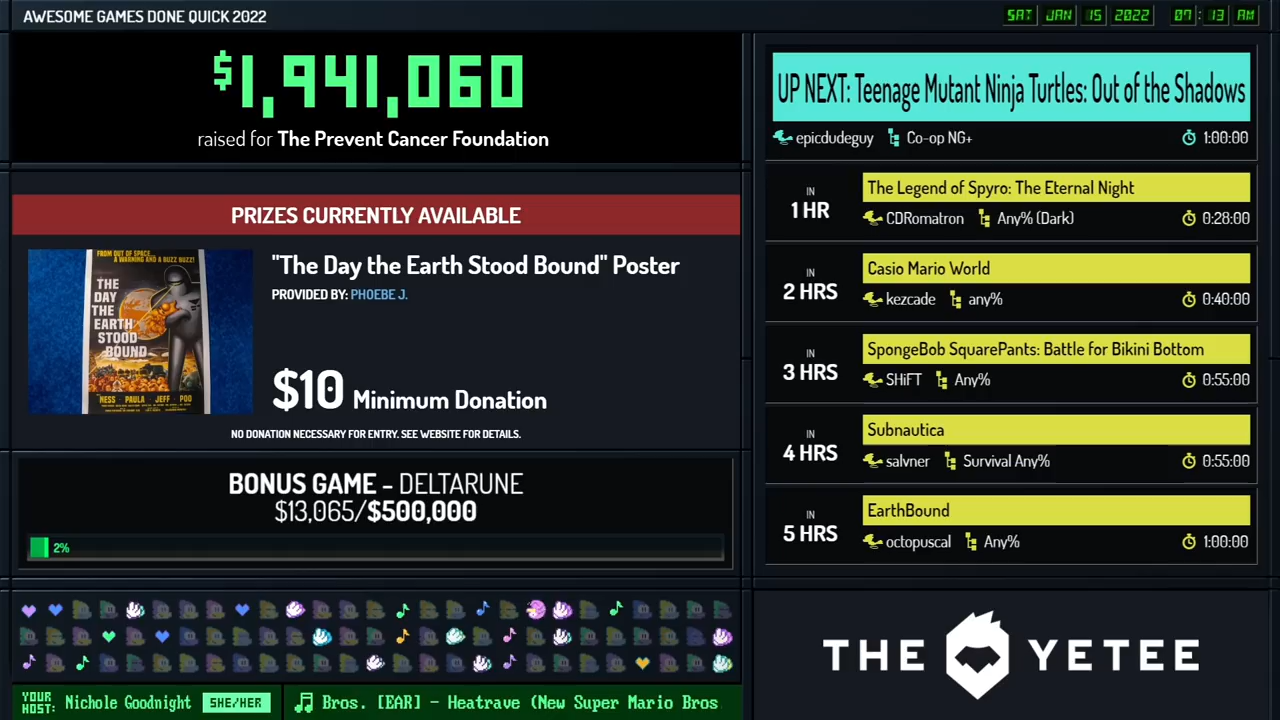 AWESOME GAMES DONE QUICK 2022
SAT JAN 15 2022 07:13 AM
$1,941,060
raised for The Prevent Cancer Foundation
PRIZES CURRENTLY AVAILABLE
FROM OUT OF SPACE...
A WARNING AND A BUZZ BUZZ!
THE
DAY
THE
EARTH
STOOD
BOUND
NESS - PAULA - JEFF - POO
"The Day the Earth Stood Bound" Poster
PROVIDED BY: PHOEBE J.
$10 Minimum Donation
NO DONATION NECESSARY FOR ENTRY. SEE WEBSITE FOR DETAILS.
BONUS GAME - DELTARUNE
$13,065/$500,000
2%
YOUR HOST: Nichole Goodnight SHE/HER
Bros. [EAR] - Heatrave (New Super Mario Bros
UP NEXT: Teenage Mutant Ninja Turtles: Out of the Shadows
epicdudeguy Co-op NG+ 1:00:00
IN 1 HR
The Legend of Spyro: The Eternal Night
CDRomatron Any% (Dark) 0:28:00
IN 2 HRS
Casio Mario World
kezcade any% 0:40:00
IN 3 HRS
SpongeBob SquarePants: Battle for Bikini Bottom
SHiFT Any% 0:55:00
IN 4 HRS
Subnautica
salvner Survival Any% 0:55:00
IN 5 HRS
EarthBound
octopuscal Any% 1:00:00
THE YETEE